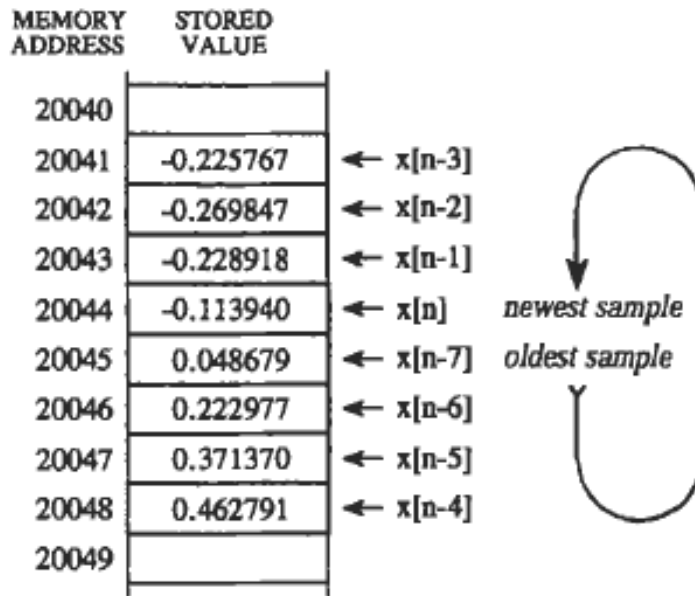 MEMORY ADDRESS STORED VALUE
20040
20041 -0.225767 x[n-3]
20042 -0.269847 x[n-2]
20043 -0.228918 x[n-1]
20044 -0.113940 x[n] newest sample
20045 0.048679 x[n-7] oldest sample
20046 0.222977 x[n-6]
20047 0.371370 x[n-5]
20048 0.462791 x[n-4]
20049